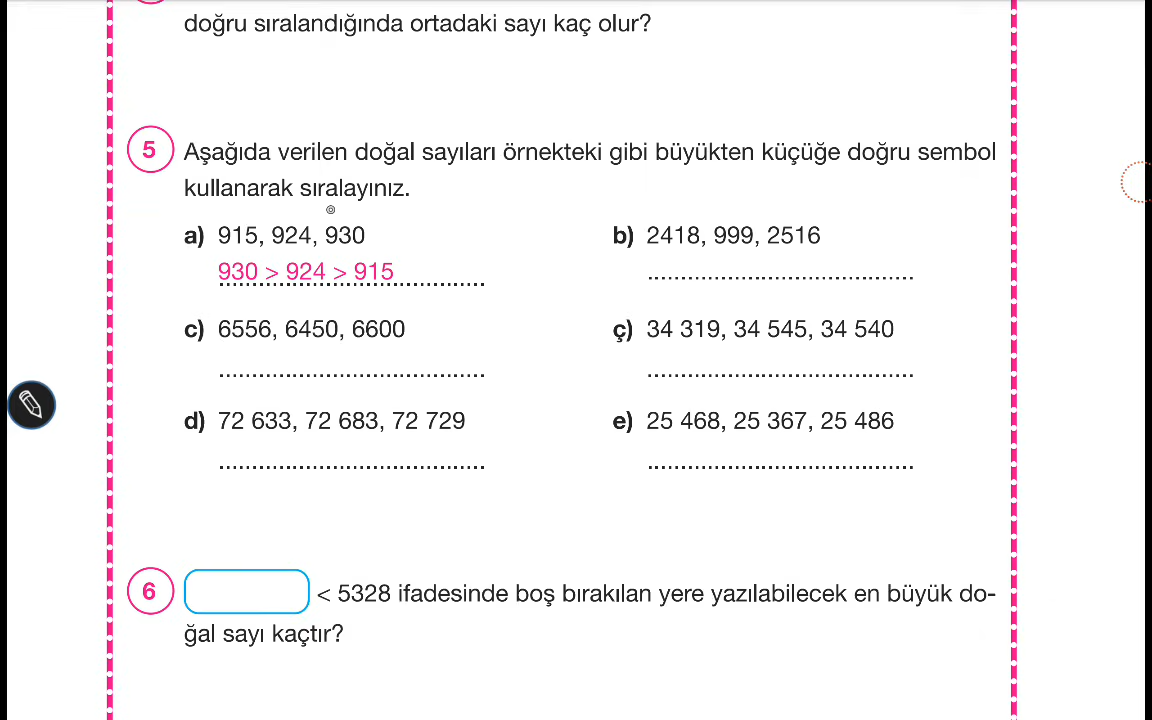 doğru sıralandığında ortadaki sayı kaç olur?
5 Aşağıda verilen doğal sayıları örnekteki gibi büyükten küçüğe doğru sembol
kullanarak sıralayınız.
a) 915, 924, 930
930 > 924 > 915
b) 2418, 999, 2516
c) 6556, 6450, 6600
ç) 34 319, 34 545, 34 540
d) 72 633, 72 683, 72 729
e) 25 468, 25 367, 25 486
6 < 5328 ifadesinde boş bırakılan yere yazılabilecek en büyük do-
ğal sayı kaçtır?